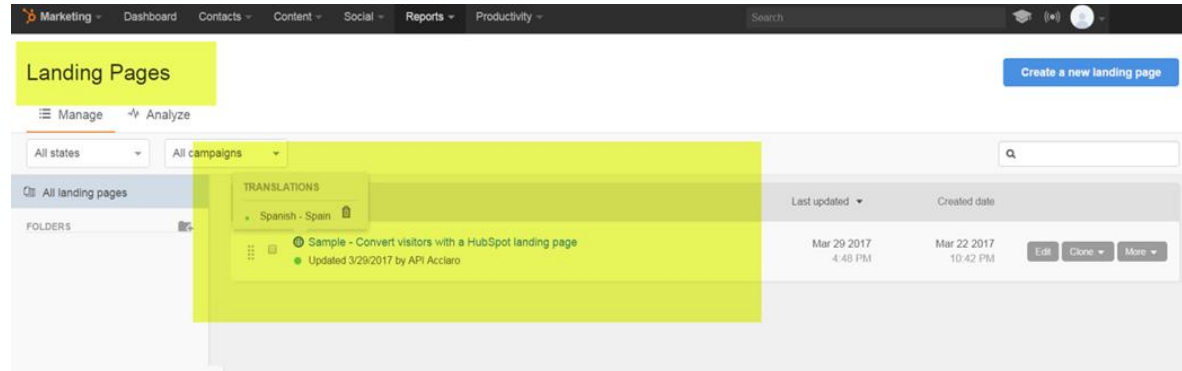 Marketing Dashboard Contacts Content Social Reports Productivity Search
Landing Pages
Create a new landing page
Manage Analyze
All states All campaigns
All landing pages
TRANSLATIONS
Last updated Created date
Spanish - Spain
FOLDERS
Sample - Convert visitors with a HubSpot landing page
Mar 29 2017 Mar 22 2017
Updated 3/29/2017 by API Acclaro
4:48 PM 10:42 PM
Edit Clone More